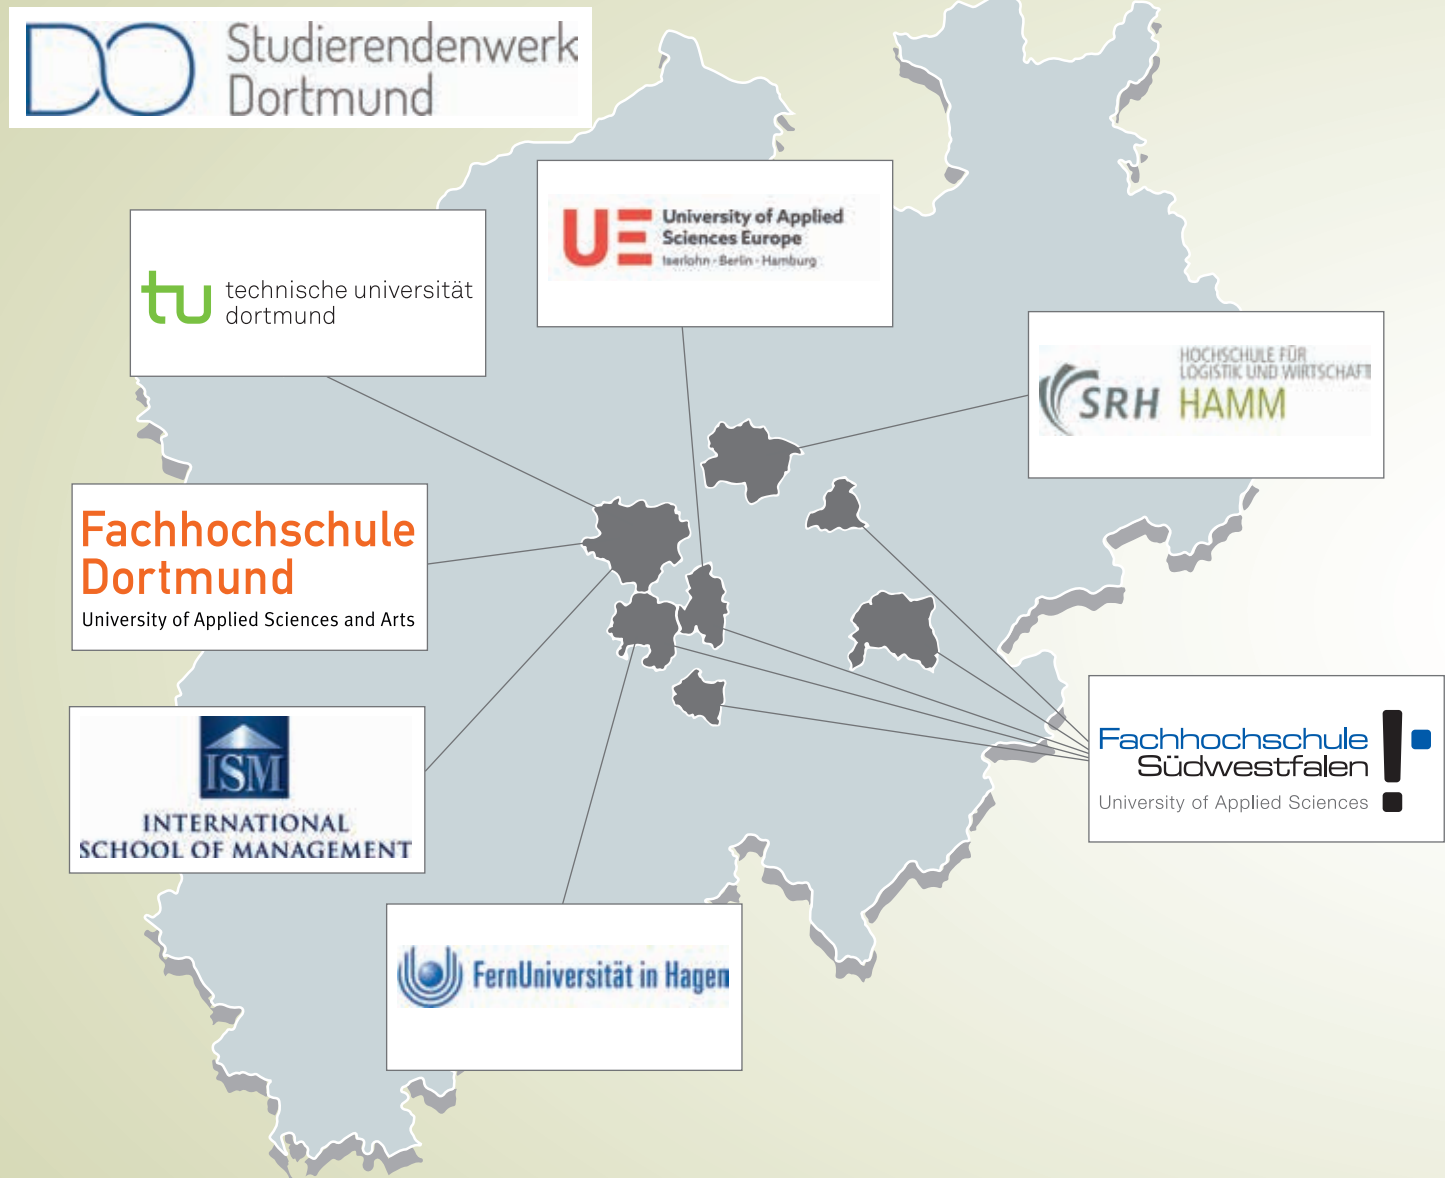 DO Studierendenwerk
Dortmund
UE University of Applied
Sciences Europe
Iserlohn · Berlin · Hamburg
tu technische universität
dortmund
SRH HOCHSCHULE FÜR
LOGISTIK UND WIRTSCHAFT
HAMM
Fachhochschule
Dortmund
University of Applied Sciences and Arts
ISM
INTERNATIONAL
SCHOOL OF MANAGEMENT
Fachhochschule
Südwestfalen
University of Applied Sciences
FernUniversität in Hagen